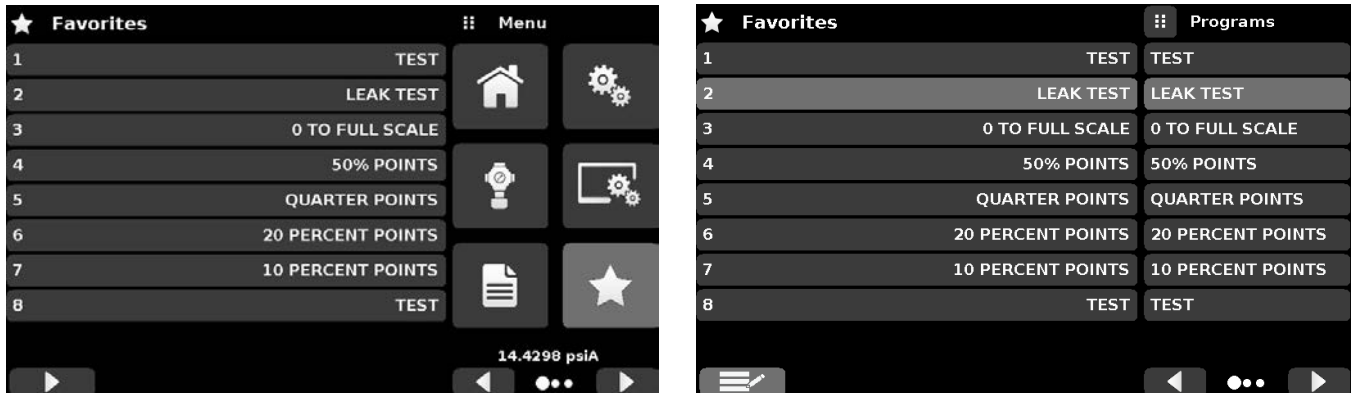 Favorites
Menu
1 TEST
2 LEAK TEST
3 0 TO FULL SCALE
4 50% POINTS
5 QUARTER POINTS
6 20 PERCENT POINTS
7 10 PERCENT POINTS
8 TEST
14.4298 psiA
Favorites
Programs
1 TEST TEST
2 LEAK TEST LEAK TEST
3 0 TO FULL SCALE 0 TO FULL SCALE
4 50% POINTS 50% POINTS
5 QUARTER POINTS QUARTER POINTS
6 20 PERCENT POINTS 20 PERCENT POINTS
7 10 PERCENT POINTS 10 PERCENT POINTS
8 TEST TEST